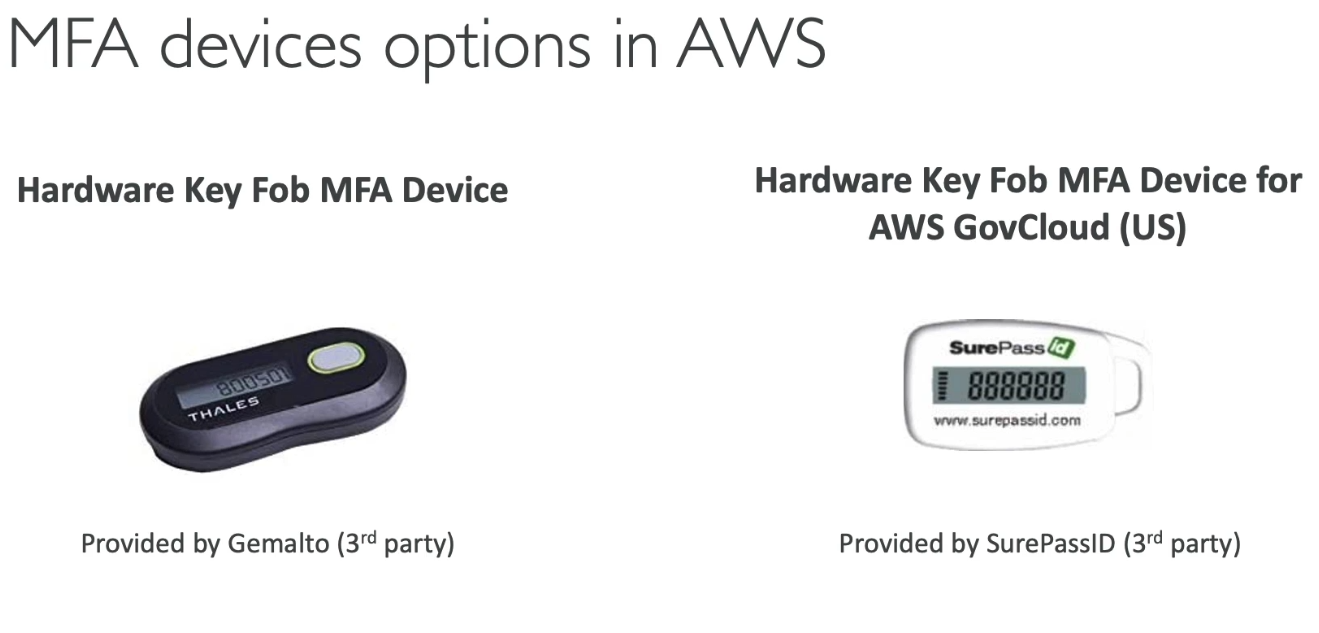 MFA devices options in AWS
Hardware Key Fob MFA Device
800501
THALES
Provided by Gemalto (3rd party)
Hardware Key Fob MFA Device for
AWS GovCloud (US)
SurePass id
888888
www.surepassid.com
Provided by SurePassID (3rd party)